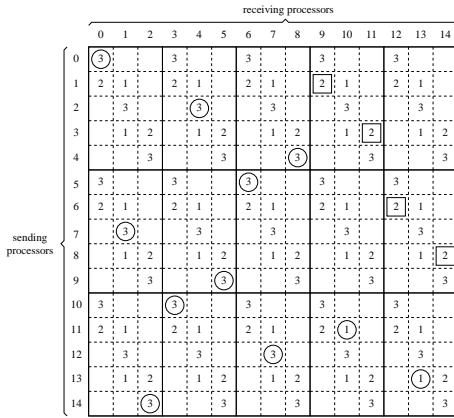 receiving processors
0 1 2 3 4 5 6 7 8 9 10 11 12 13 14
0 3 3 3 3 3
1 2 1 2 1 2 1 2 1 2 1
2 3 3 3 3 3
3 1 2 1 2 1 2 1 2 1 2
4 3 3 3 3 3
5 3 3 3 3 3
6 2 1 2 1 2 1 2 1 2 1
sending
processors
7 3 3 3 3 3
8 1 2 1 2 1 2 1 2 1 2
9 3 3 3 3 3
10 3 3 3 3 3
11 2 1 2 1 2 1 2 1 2 1
12 3 3 3 3 3
13 1 2 1 2 1 2 1 2 1 2
14 3 3 3 3 3